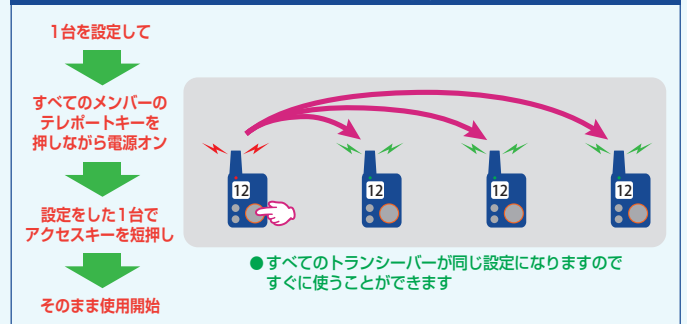 1台を設定して
すべてのメンバーの
テレポートキーを
押しながら電源オン
設定をした1台で
アクセスキーを短押し
そのまま使用開始
12
12
12
12
●すべてのトランシーバーが同じ設定になりますので
すぐに使うことができます